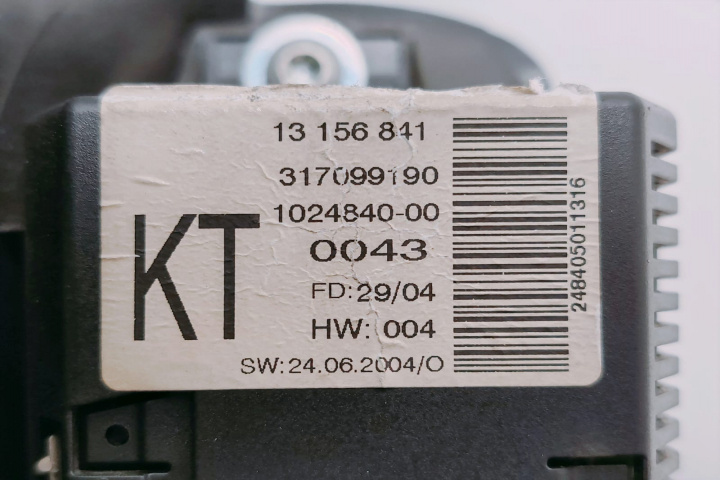 13 156 841
317099190
1024840-00
KT
0043
FD: 29/04
HW: 004
SW: 24.06.2004/O
248405011316